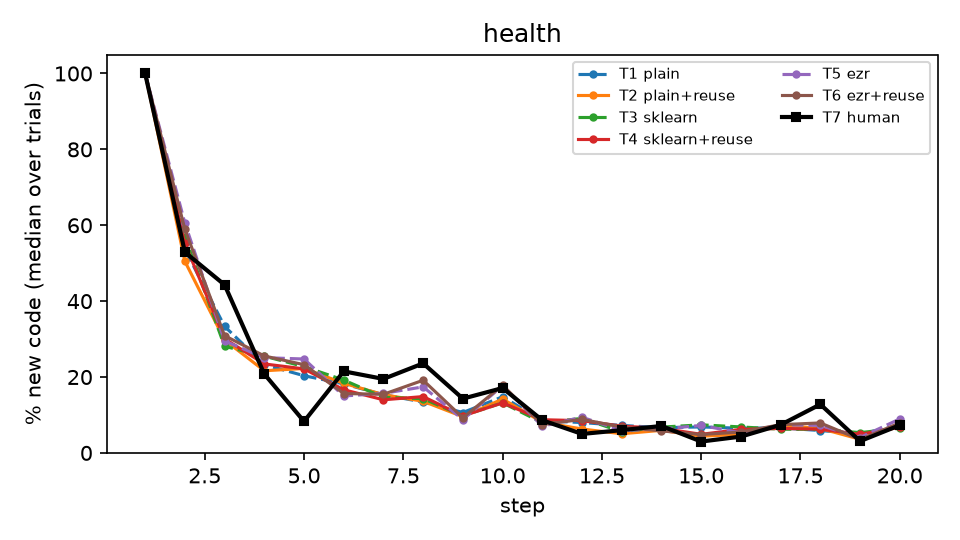 health
% new code (median over trials)
100
80
60
40
20
0
T1 plain
T2 plain+reuse
T3 sklearn
T4 sklearn+reuse
T5 ezr
T6 ezr+reuse
T7 human
2.5 5.0 7.5 10.0 12.5 15.0 17.5 20.0
step